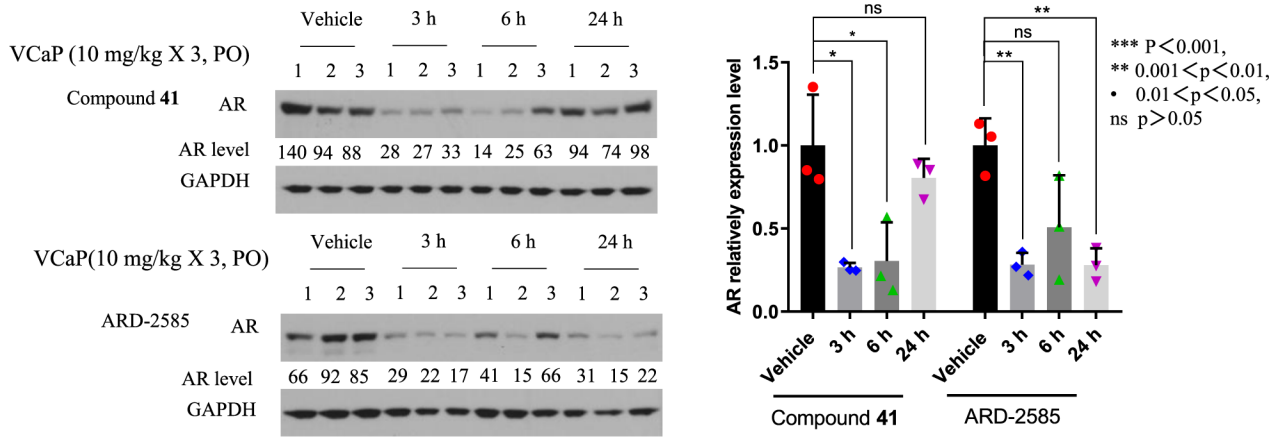 Vehicle 3 h 6 h 24 h
VCaP (10 mg/kg X 3, PO)
1 2 3 1 2 3 1 2 3 1 2 3
Compound 41 AR
AR level 140 94 88 28 27 33 14 25 63 94 74 98
GAPDH
Vehicle 3 h 6 h 24 h
VCaP(10 mg/kg X 3, PO)
1 2 3 1 2 3 1 2 3 1 2 3
ARD-2585 AR
AR level 66 92 85 29 22 17 41 15 66 31 15 22
GAPDH
AR relatively expression level
1.5
1.0
0.5
0.0
ns
*
*
**
ns
**
Vehicle 3 h 6 h 24 h Vehicle 3 h 6 h 24 h
Compound 41 ARD-2585
*** P<0.001,
** 0.001<p<0.01,
• 0.01<p<0.05,
ns p>0.05